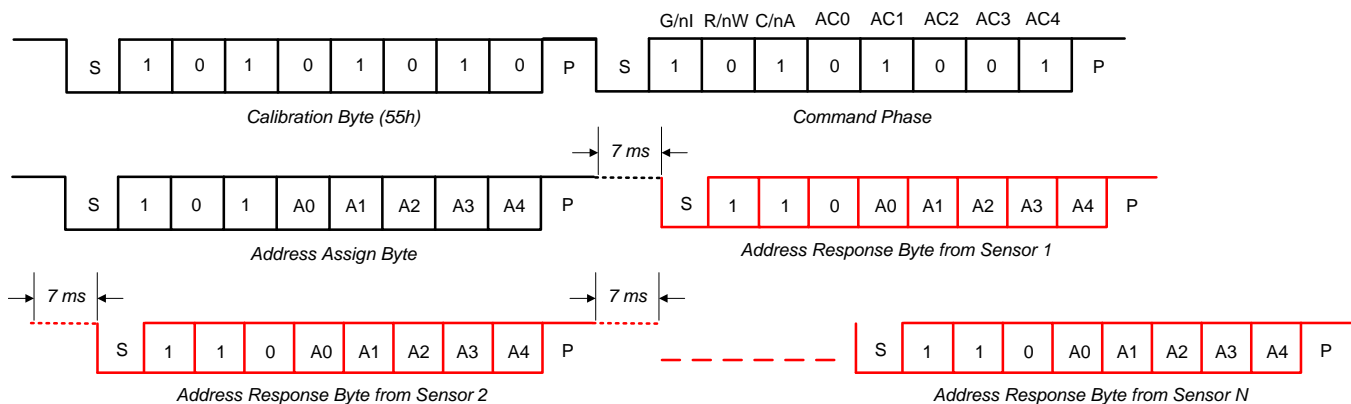 G/nI R/nW C/nA AC0 AC1 AC2 AC3 AC4
S 1 0 1 0 1 0 1 0 P S 1 0 1 0 1 0 0 1 P
Calibration Byte (55h) Command Phase
7 ms
S 1 0 1 A0 A1 A2 A3 A4 P S 1 1 0 A0 A1 A2 A3 A4 P
Address Assign Byte Address Response Byte from Sensor 1
7 ms 7 ms
S 1 1 0 A0 A1 A2 A3 A4 P S 1 1 0 A0 A1 A2 A3 A4 P
Address Response Byte from Sensor 2 Address Response Byte from Sensor N